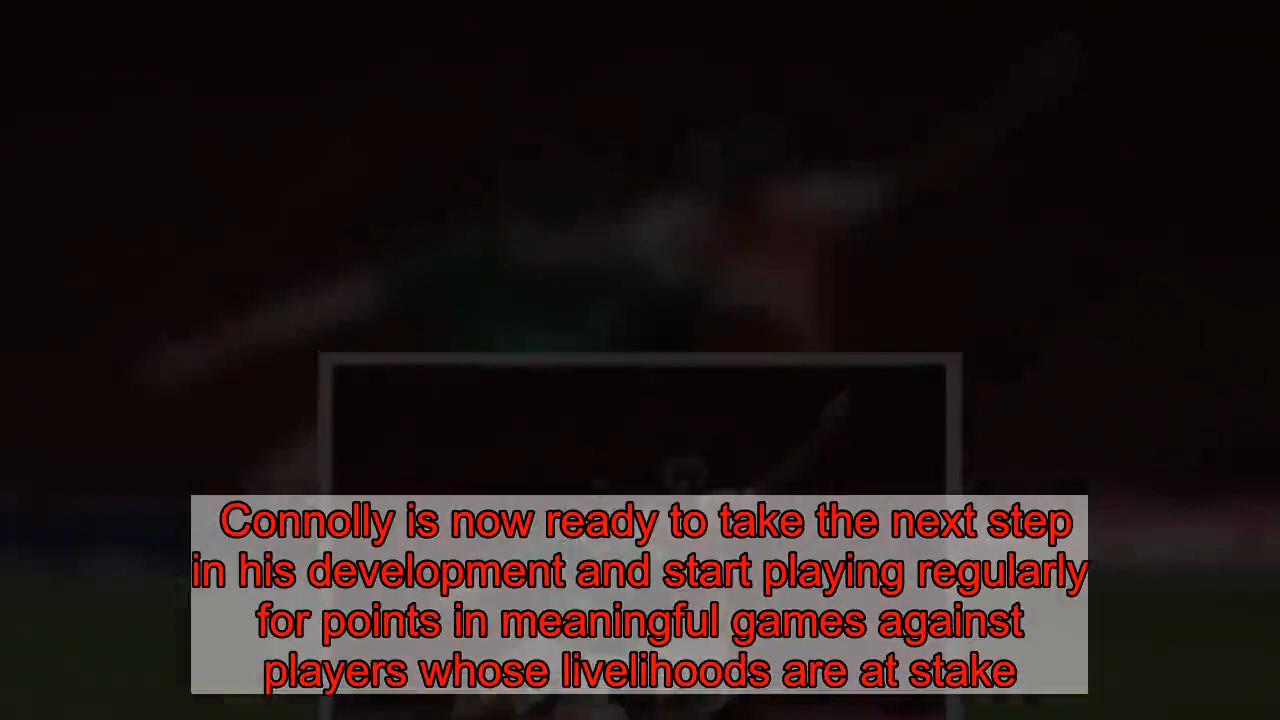 Connolly is now ready to take the next step
in his development and start playing regularly
for points in meaningful games against
players whose livelihoods are at stake